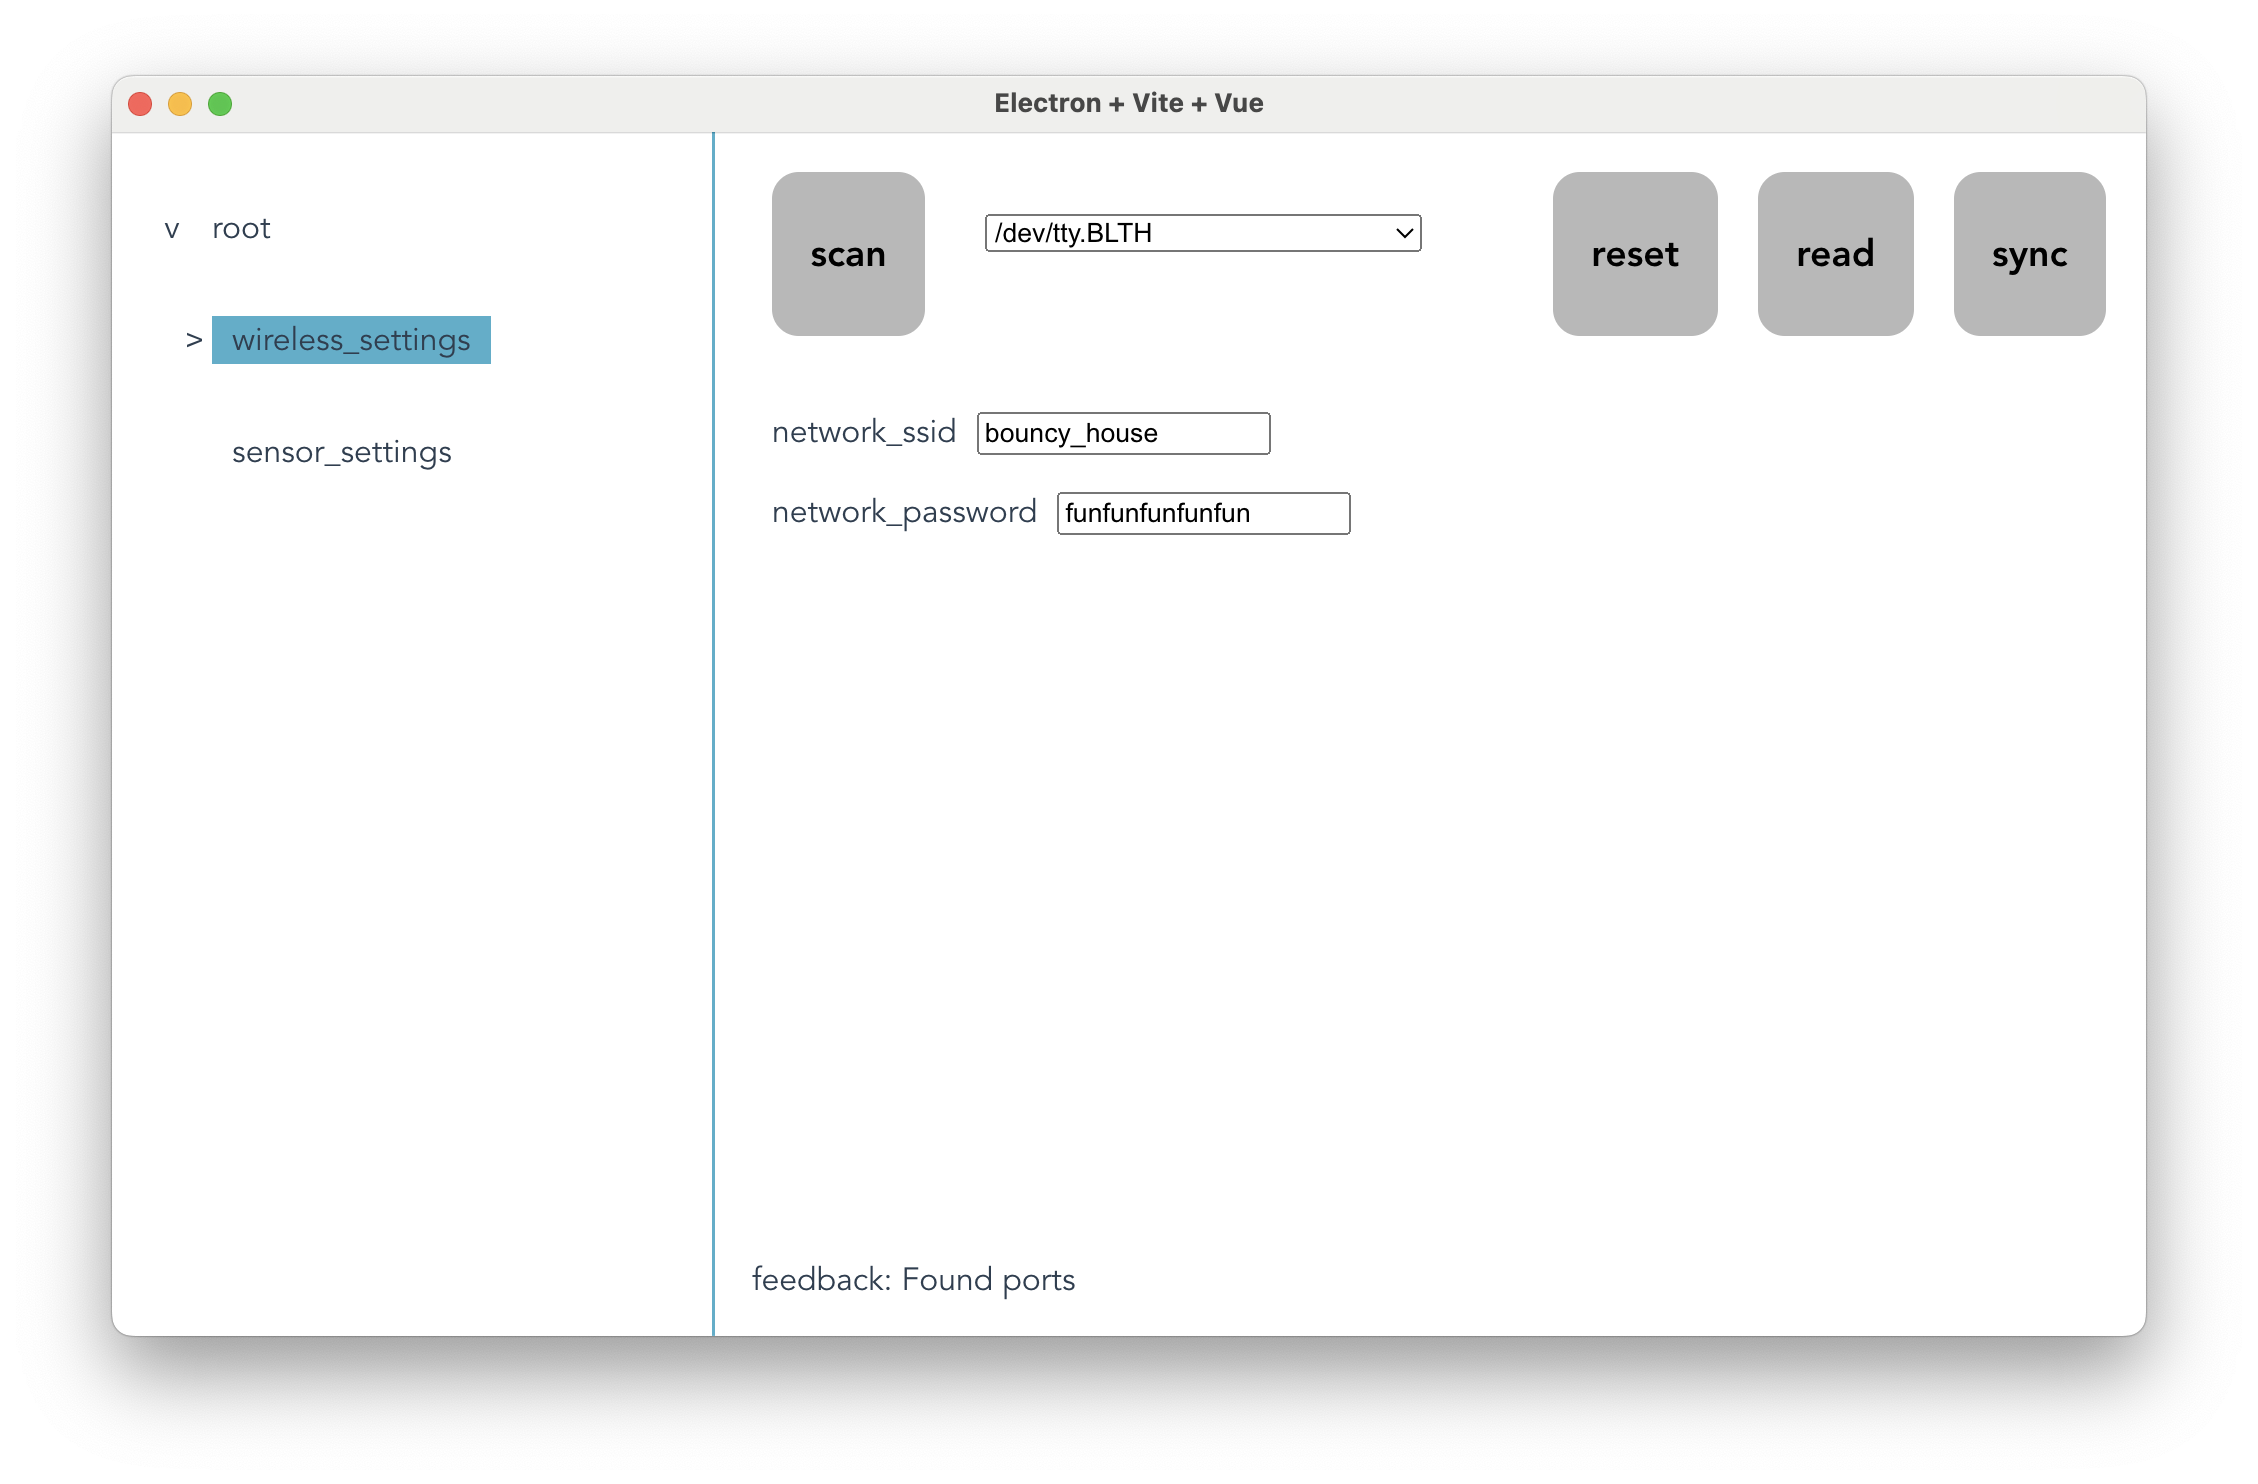 Electron + Vite + Vue
v root
> wireless_settings
sensor_settings
scan
/dev/tty.BLTH
reset
read
sync
network_ssid bouncy_house
network_password funfunfunfunfun
feedback: Found ports